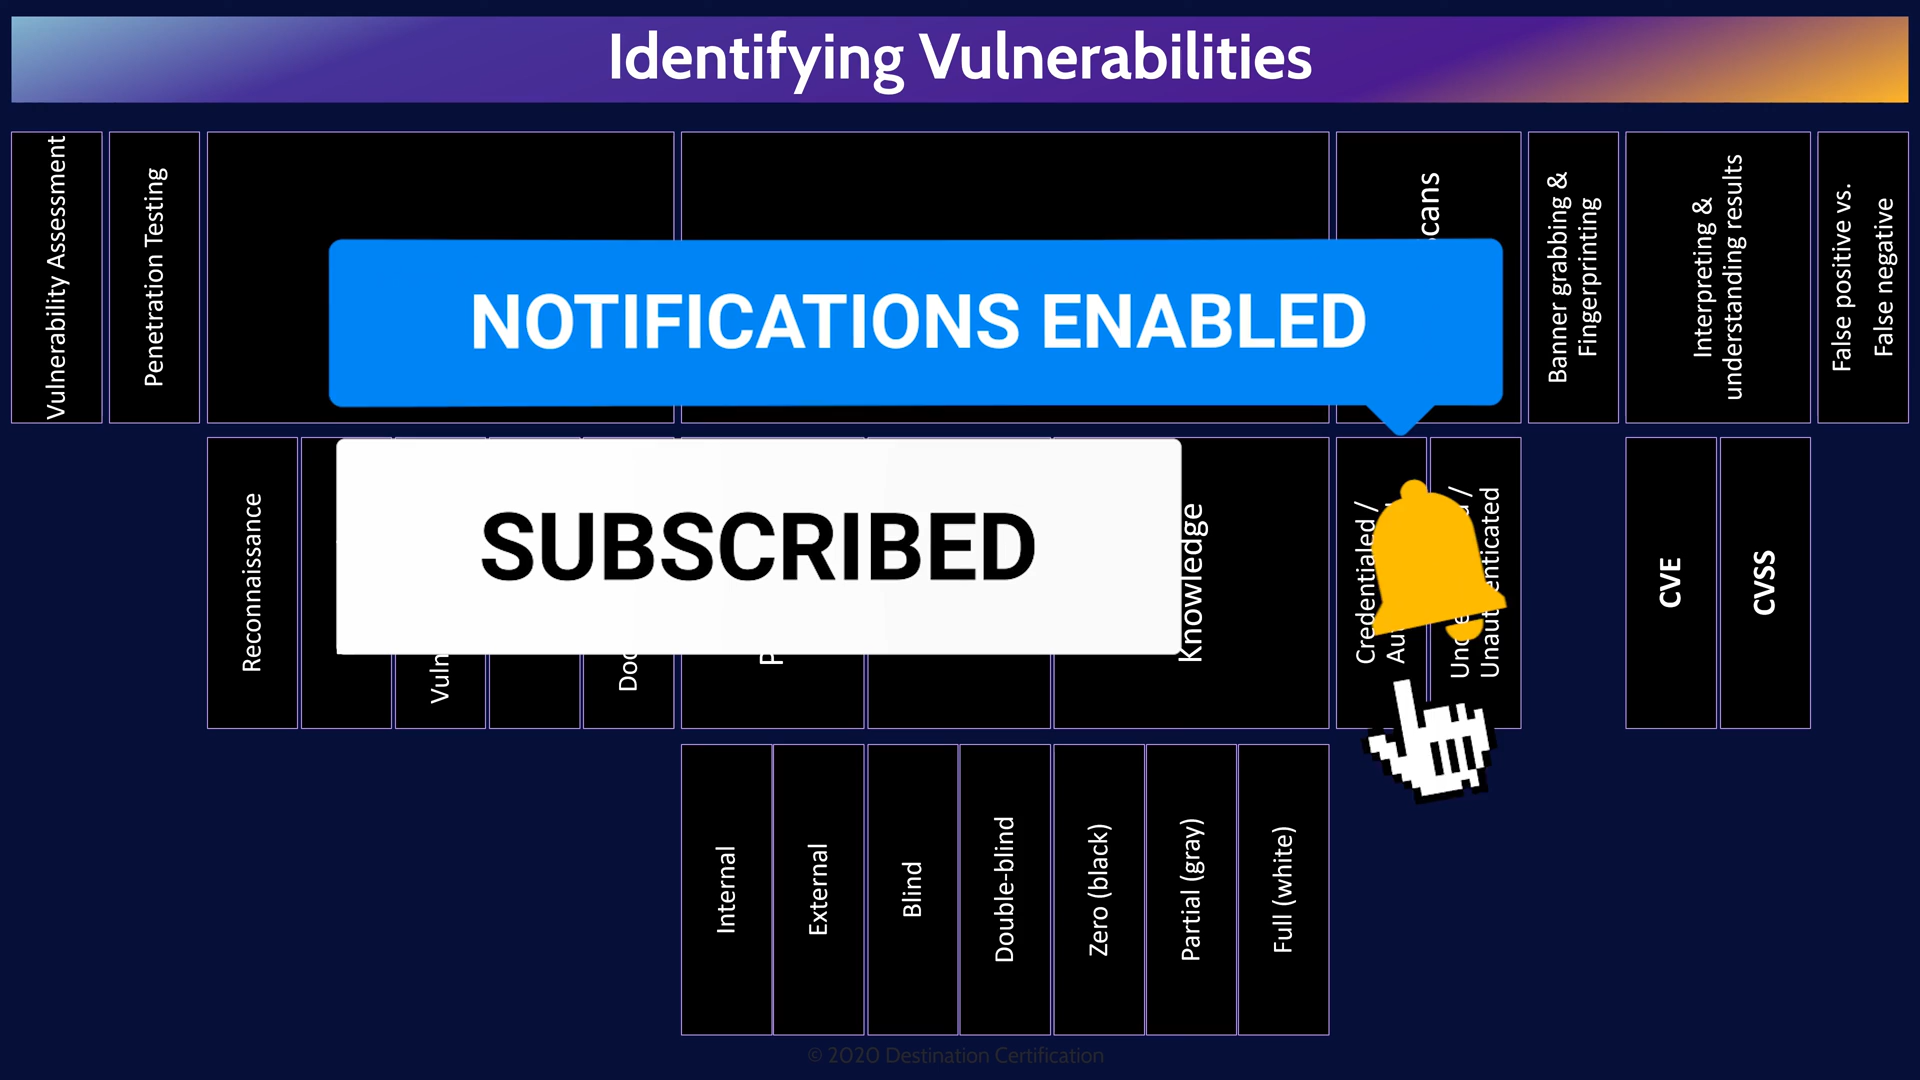 Identifying Vulnerabilities
Vulnerability Assessment
Penetration Testing
Banner grabbing &
Fingerprinting
Interpreting &
understanding results
False positive vs.
False negative
NOTIFICATIONS ENABLED
SUBSCRIBED
Reconnaissance
Knowledge
Credentialed /
CVE
CVSS
Internal
External
Blind
Double-blind
Zero (black)
Partial (gray)
Full (white)
© 2020 Destination Certification